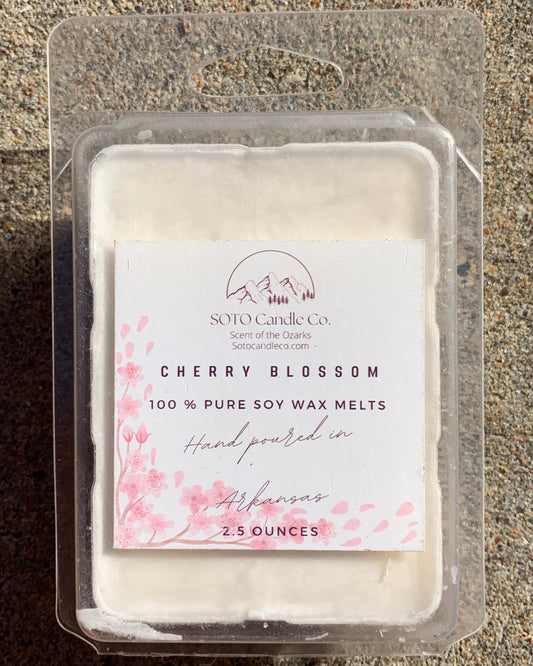 SOTO Candle Co.
Scent of the Ozarks
Sotocandleco.com
CHERRY BLOSSOM
100 % PURE SOY WAX MELTS
Hand poured in
Arkansas
2.5 OUNCES